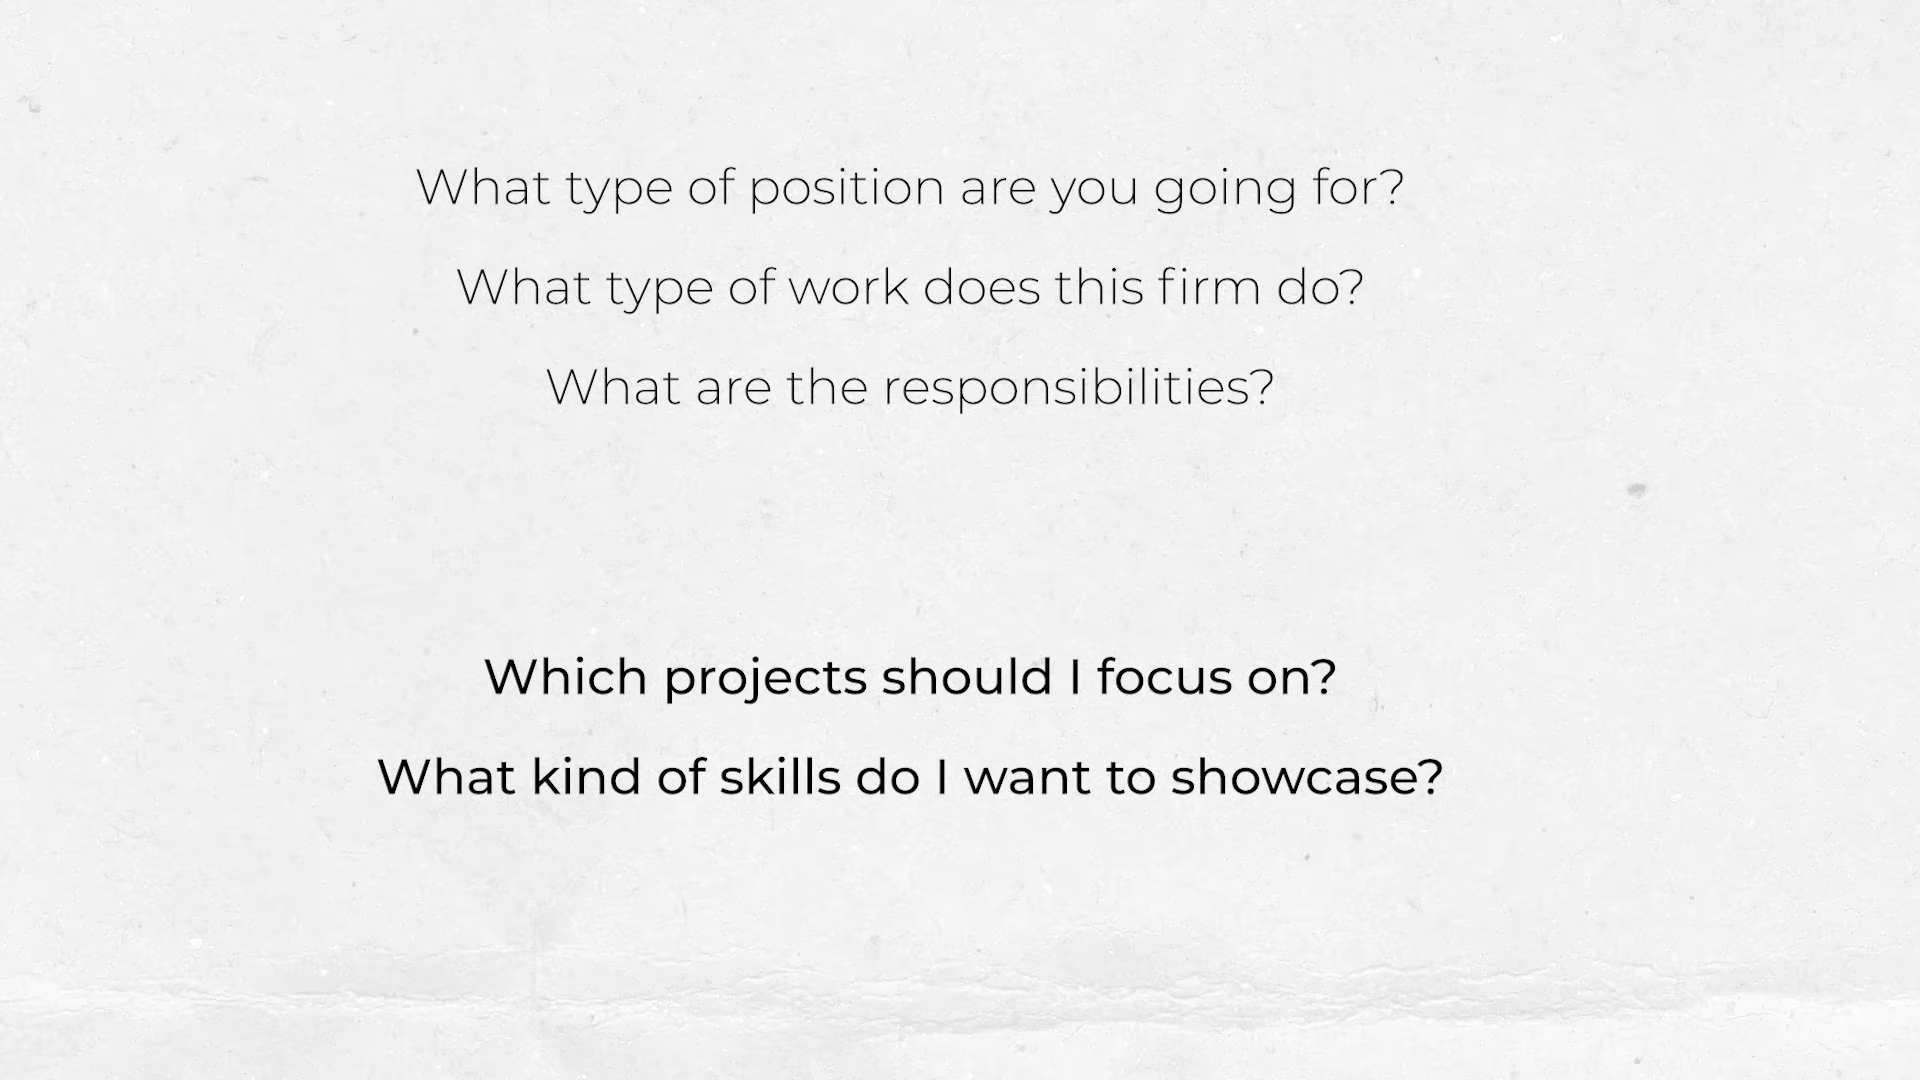 What type of position are you going for?
What type of work does this firm do?
What are the responsibilities?
Which projects should I focus on?
What kind of skills do I want to showcase?